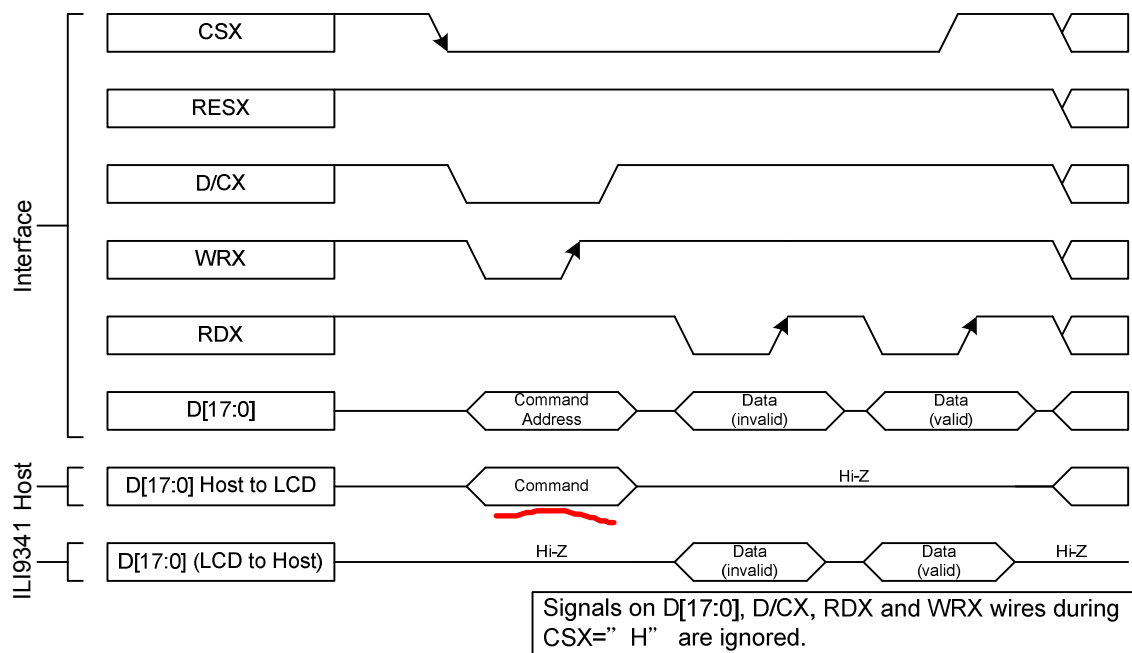 CSX
RESX
D/CX
WRX
RDX
D[17:0]
Command
Address
Data
(invalid)
Data
(valid)
Interface
D[17:0] Host to LCD
Command
Hi-Z
Host
D[17:0] (LCD to Host)
Hi-Z
Data
(invalid)
Data
(valid)
Hi-Z
ILI9341
Signals on D[17:0], D/CX, RDX and WRX wires during
CSX=” H” are ignored.